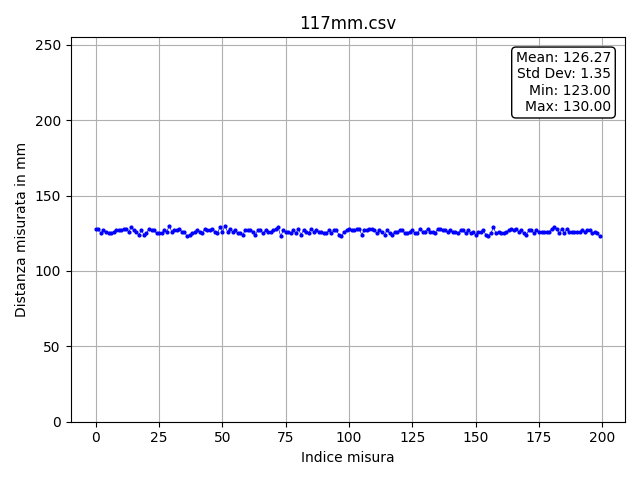 117mm.csv
Mean: 126.27
Std Dev: 1.35
Min: 123.00
Max: 130.00
Distanza misurata in mm
250
200
150
100
50
0
0 25 50 75 100 125 150 175 200
Indice misura